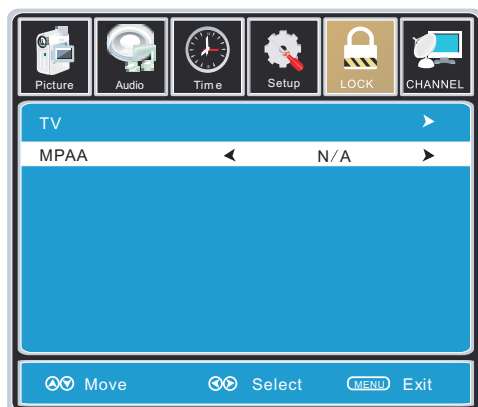 Picture Audio Time Setup LOCK CHANNEL
TV
MPAA N/A
Move Select MENU Exit